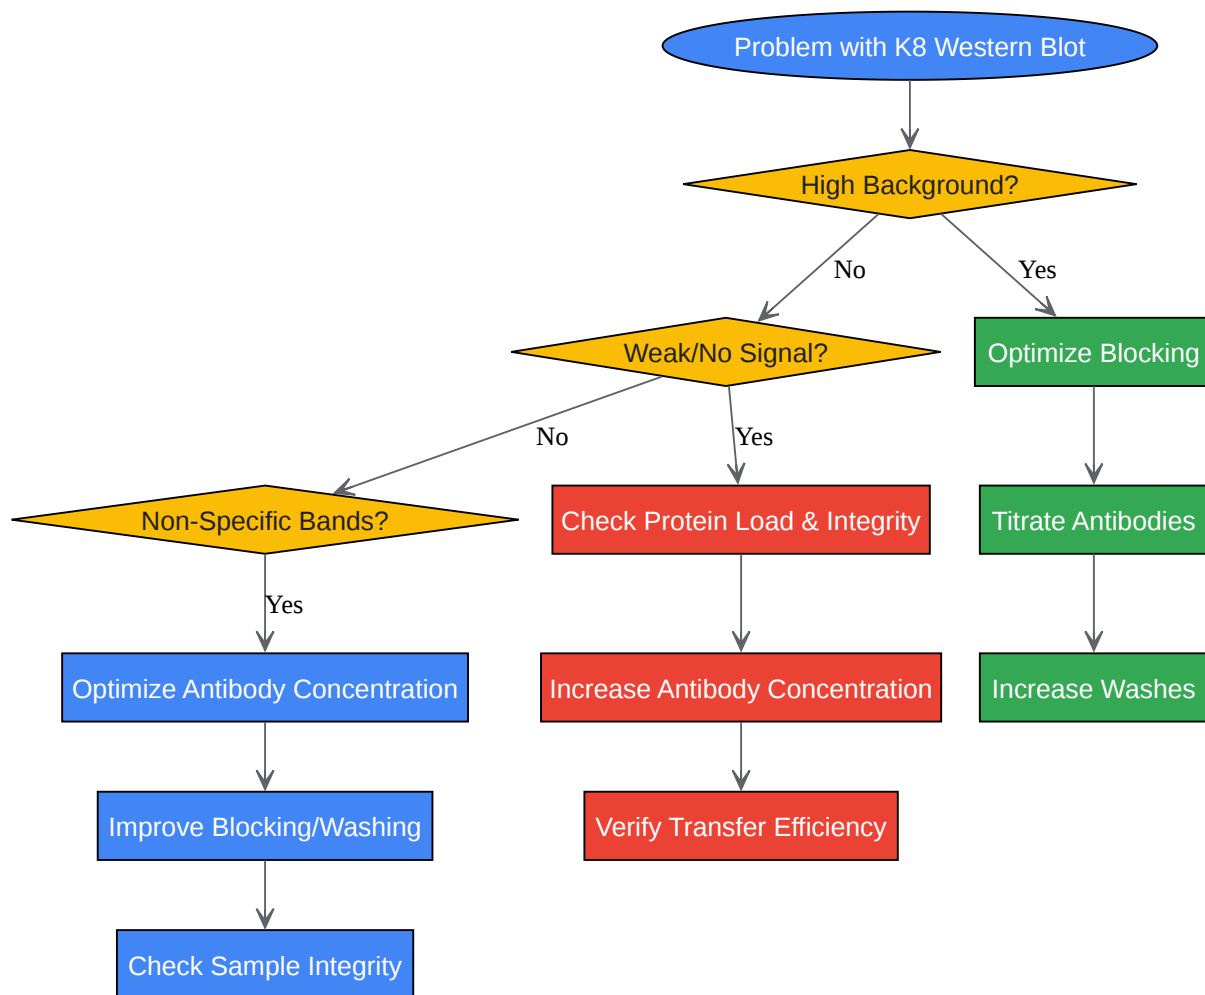 Problem with K8 Western Blot
High Background?
No
Yes
Weak/No Signal?
Optimize Blocking
No
Yes
Non-Specific Bands?
Check Protein Load & Integrity
Titrate Antibodies
Yes
Optimize Antibody Concentration
Increase Antibody Concentration
Increase Washes
Improve Blocking/Washing
Verify Transfer Efficiency
Check Sample Integrity